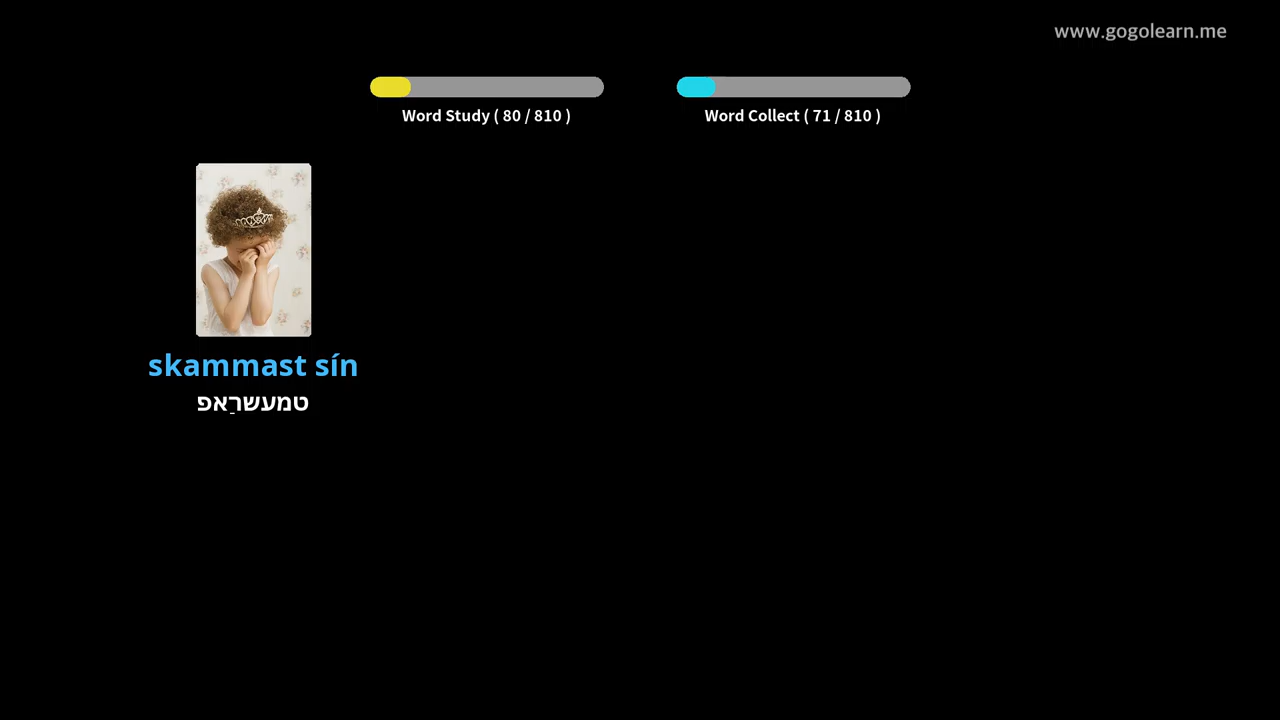 www.gogolearn.me
Word Study ( 80 / 810 )
Word Collect ( 71 / 810 )
skammast sín
טמעשרַאפ